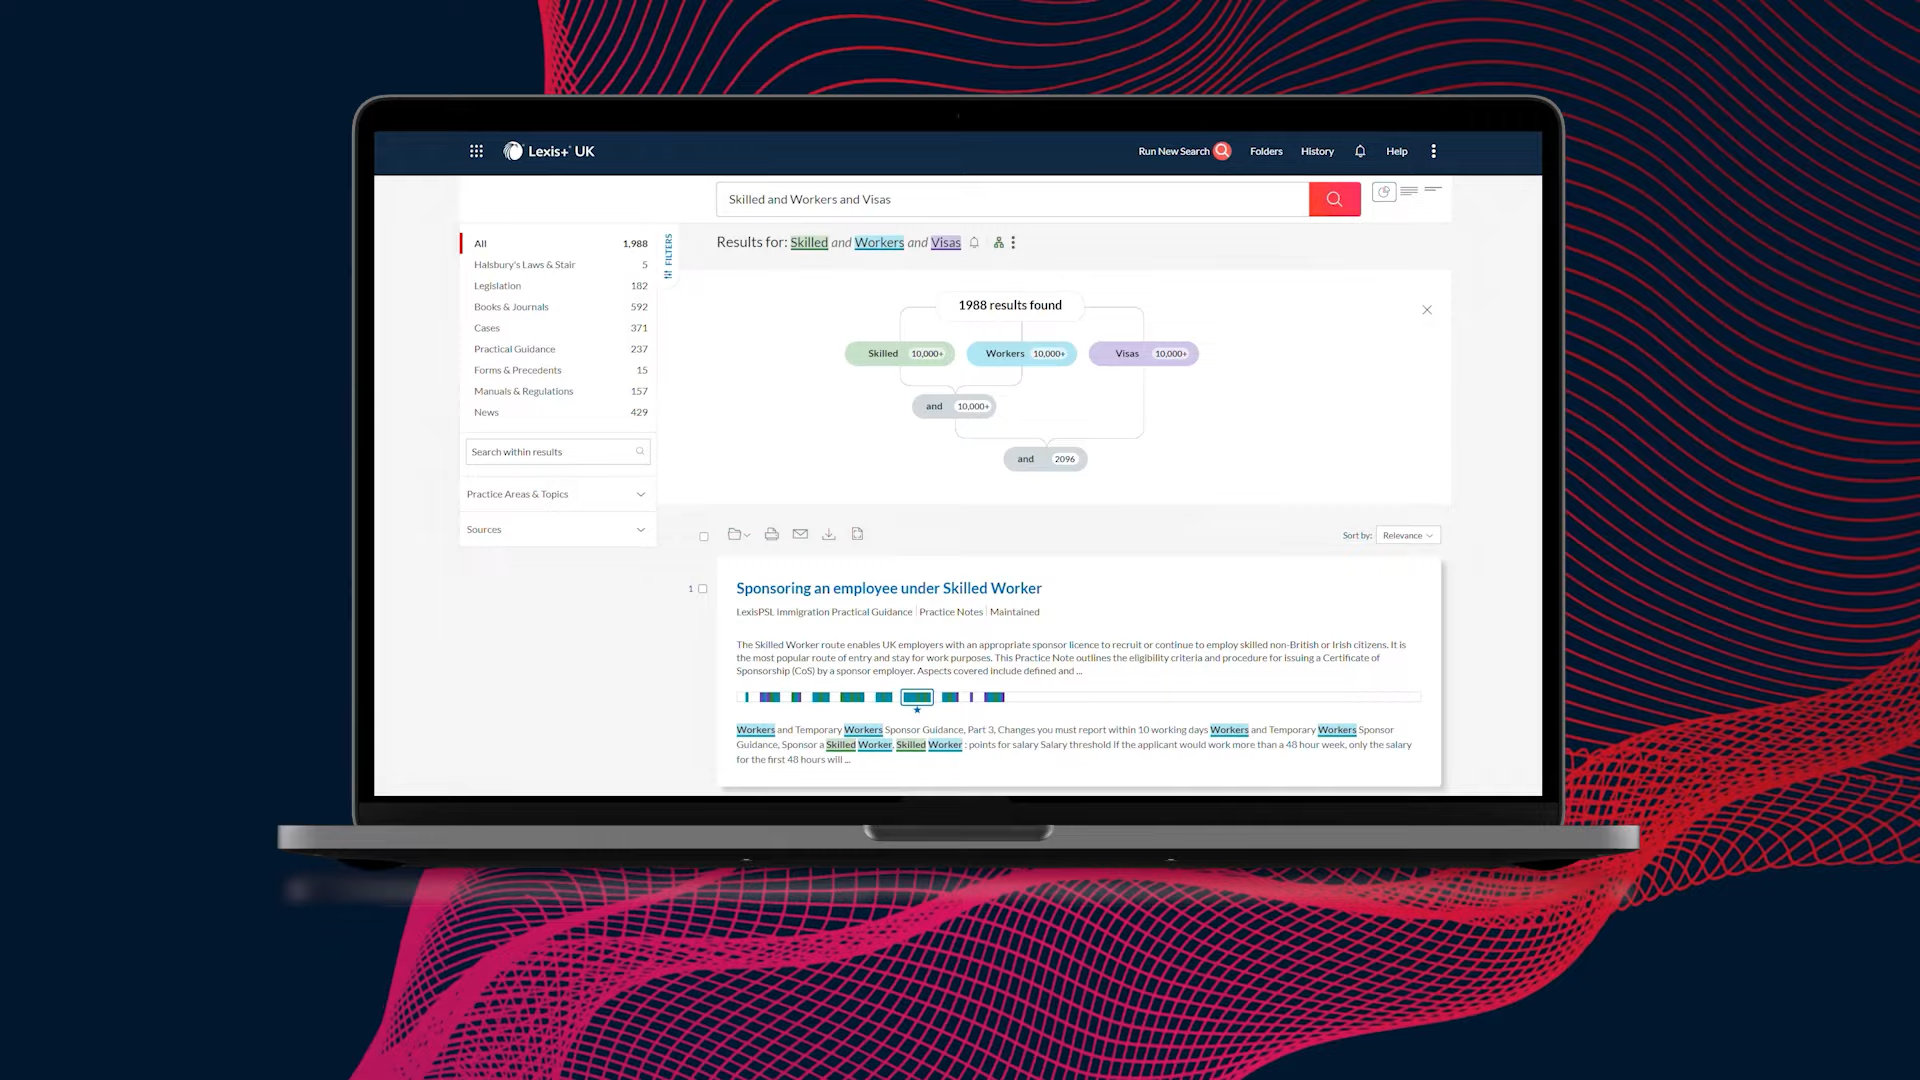 Lexis+ UK
Run New Search Folders History Help
Skilled and Workers and Visas
All 1,988
Halsbury's Laws & Stair 5
Legislation 182
Books & Journals 592
Cases 371
Practical Guidance 237
Forms & Precedents 15
Manuals & Regulations 157
News 429
Search within results
Practice Areas & Topics
Sources
FILTERS
Results for: Skilled and Workers and Visas
1988 results found
Skilled 10,000+ Workers 10,000+ Visas 10,000+
and 10,000+
and 2096
Sort by: Relevance
1
Sponsoring an employee under Skilled Worker
LexisPSL Immigration Practical Guidance | Practice Notes | Maintained
The Skilled Worker route enables UK employers with an appropriate sponsor licence to recruit or continue to employ skilled non-British or Irish citizens. It is
the most popular route of entry and stay for work purposes. This Practice Note outlines the eligibility criteria and procedure for issuing a Certificate of
Sponsorship (CoS) by a sponsor employer. Aspects covered include defined and ...
Workers and Temporary Workers Sponsor Guidance, Part 3, Changes you must report within 10 working days Workers and Temporary Workers Sponsor
Guidance, Sponsor a Skilled Worker, Skilled Worker : points for salary Salary threshold If the applicant would work more than a 48 hour week, only the salary
for the first 48 hours will ...